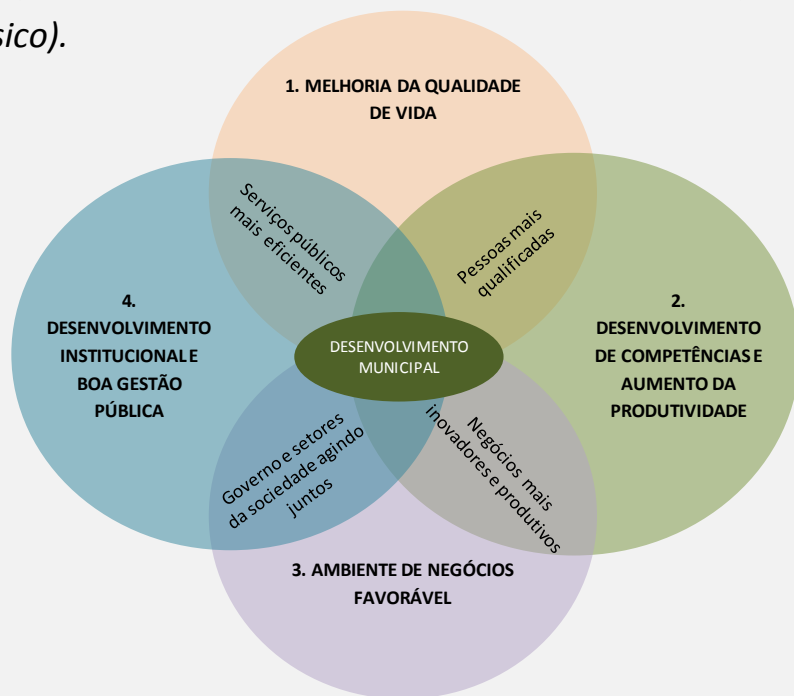 sico).
1. MELHORIA DA QUALIDADE
DE VIDA
Serviços públicos
mais eficientes
Pessoas mais
qualificadas
4.
DESENVOLVIMENTO
INSTITUCIONAL E
BOA GESTÃO
PÚBLICA
DESENVOLVIMENTO
MUNICIPAL
2.
DESENVOLVIMENTO
DE COMPETÊNCIAS E
AUMENTO DA
PRODUTIVIDADE
Governo e setores
da sociedade agindo
juntos
Negócios mais
inovadores e produtivos
3. AMBIENTE DE NEGÓCIOS
FAVORÁVEL